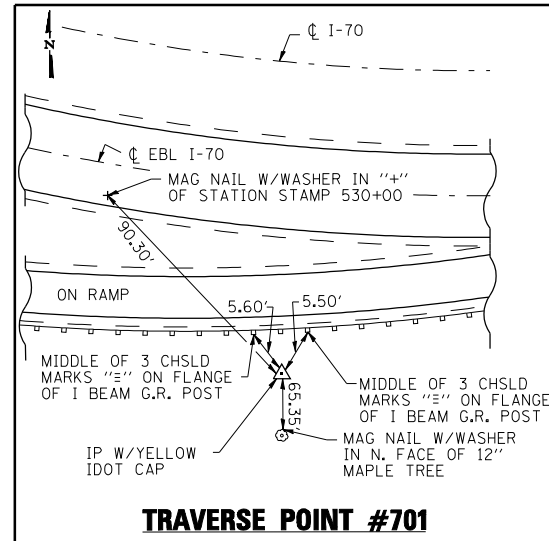 ℄ I-70
N
℄ EBL I-70
MAG NAIL W/WASHER IN "+"
OF STATION STAMP 530+00
90.30'
ON RAMP
5.60'
5.50'
MIDDLE OF 3 CHSLD
MARKS "Ξ" ON FLANGE
OF I BEAM G.R. POST
MIDDLE OF 3 CHSLD
MARKS "Ξ" ON FLANGE
OF I BEAM G.R. POST
65.35'
IP W/YELLOW
IDOT CAP
MAG NAIL W/WASHER
IN N. FACE OF 12"
MAPLE TREE
TRAVERSE POINT #701